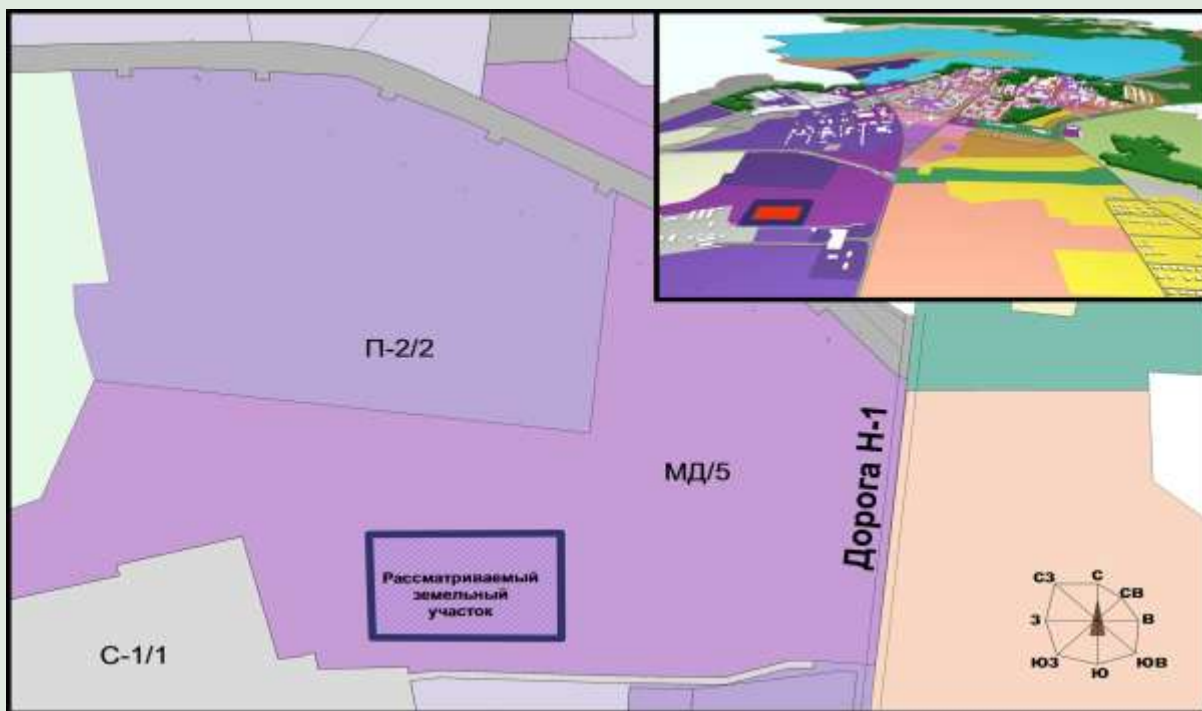 П-2/2
МД/5
Дорога Н-1
Рассматриваемый
земельный
участок
С-1/1
СЗ
С
СВ
З
В
ЮЗ
Ю
ЮВ